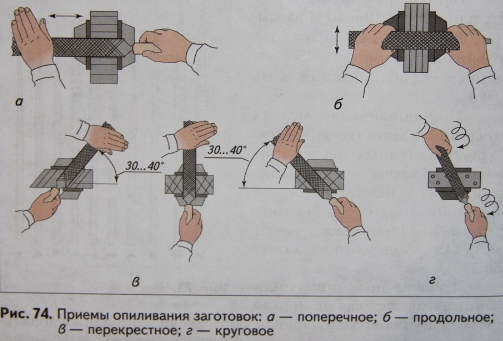 а
б
30...40°
30...40°
в
г
Рис. 74. Приемы опиливания заготовок: а — поперечное; б — продольное;
в — перекрестное; г — круговое